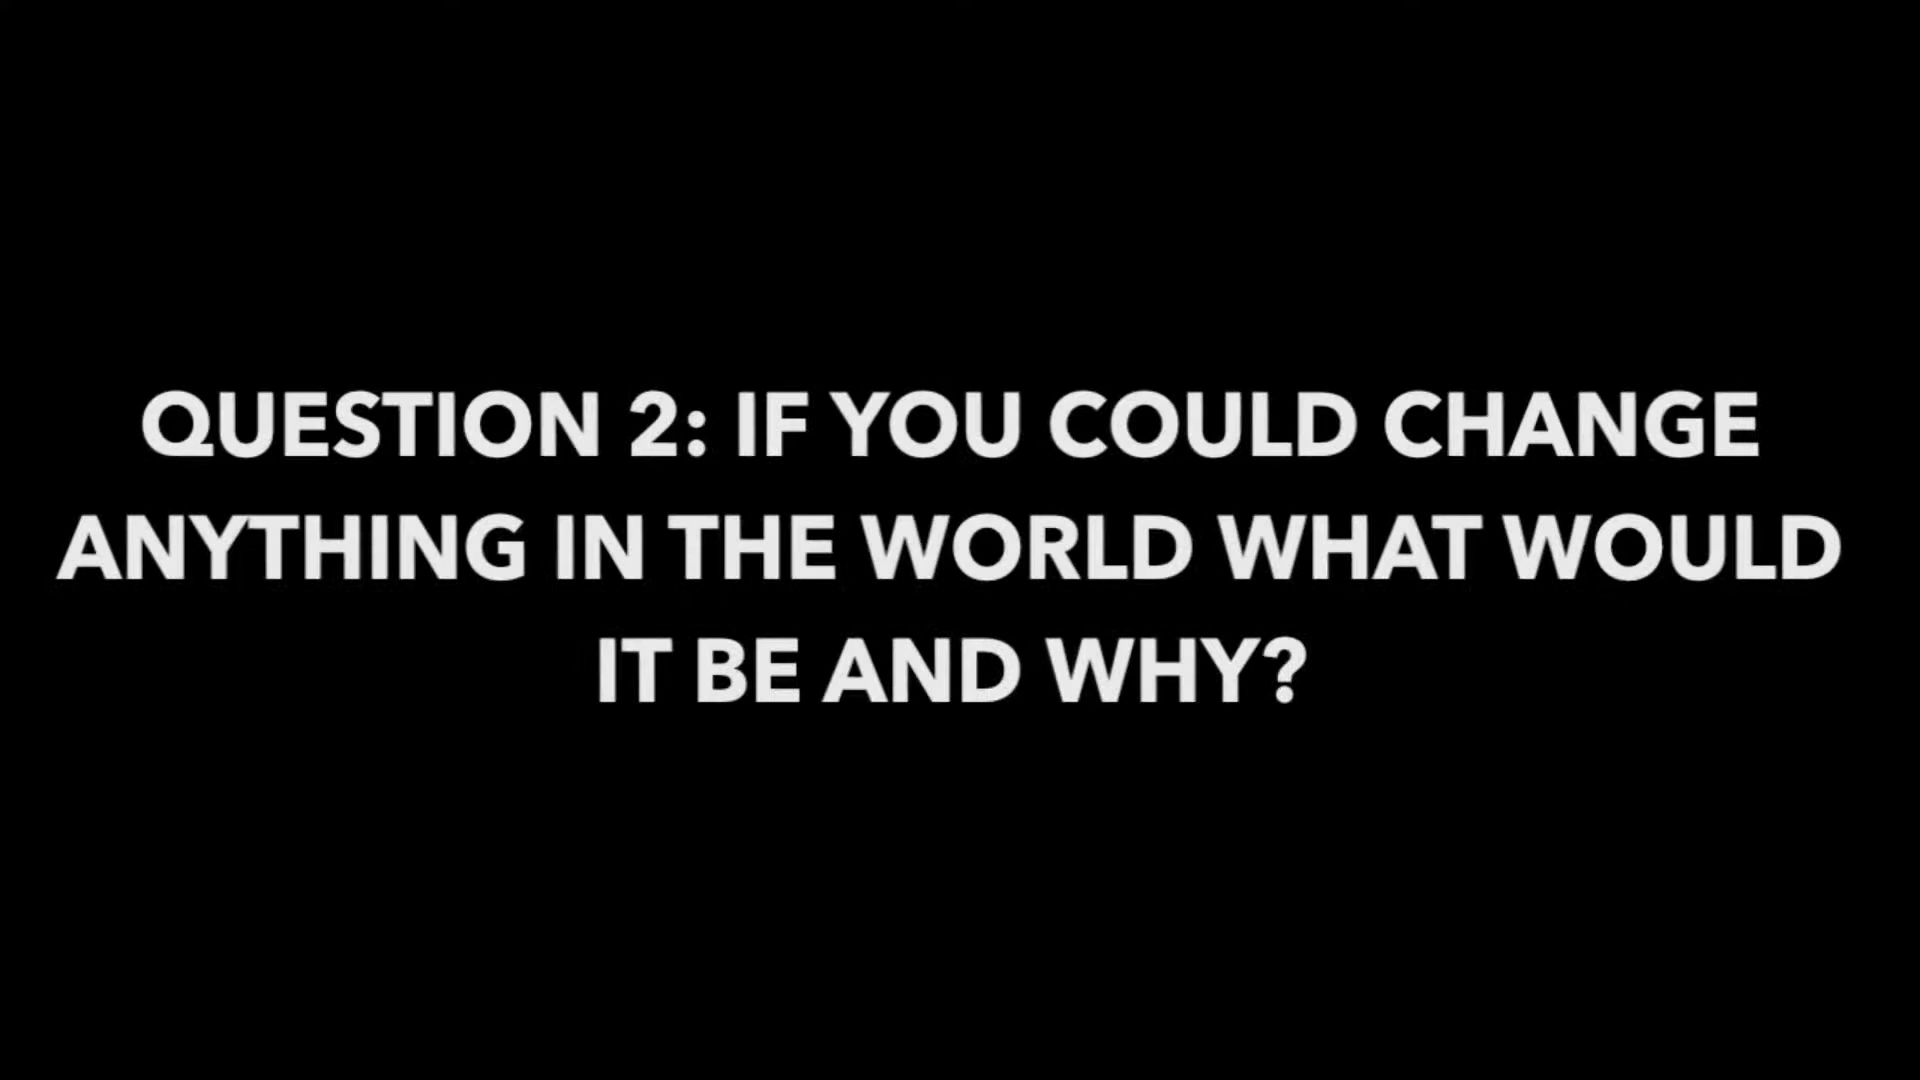 QUESTION 2: IF YOU COULD CHANGE
ANYTHING IN THE WORLD WHAT WOULD
IT BE AND WHY?